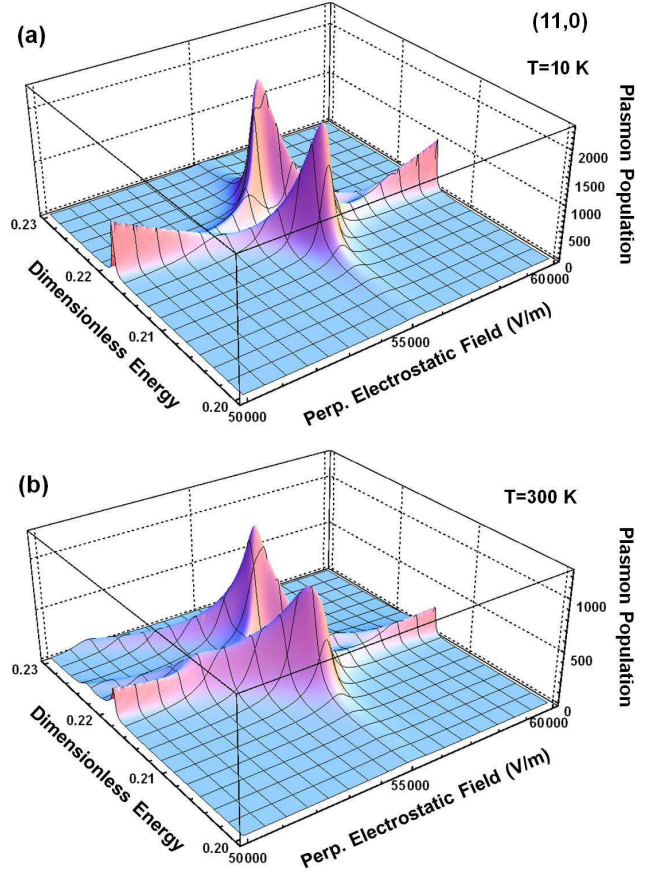 (a)
(11,0)
T=10 K
Plasmon Population
2000
1500
1000
500
0
0.23
0.22
0.21
0.20
Dimensionless Energy
50000
55000
60000
Perp. Electrostatic Field (V/m)
(b)
T=300 K
Plasmon Population
1000
500
0
0.23
0.22
0.21
0.20
Dimensionless Energy
50000
55000
60000
Perp. Electrostatic Field (V/m)